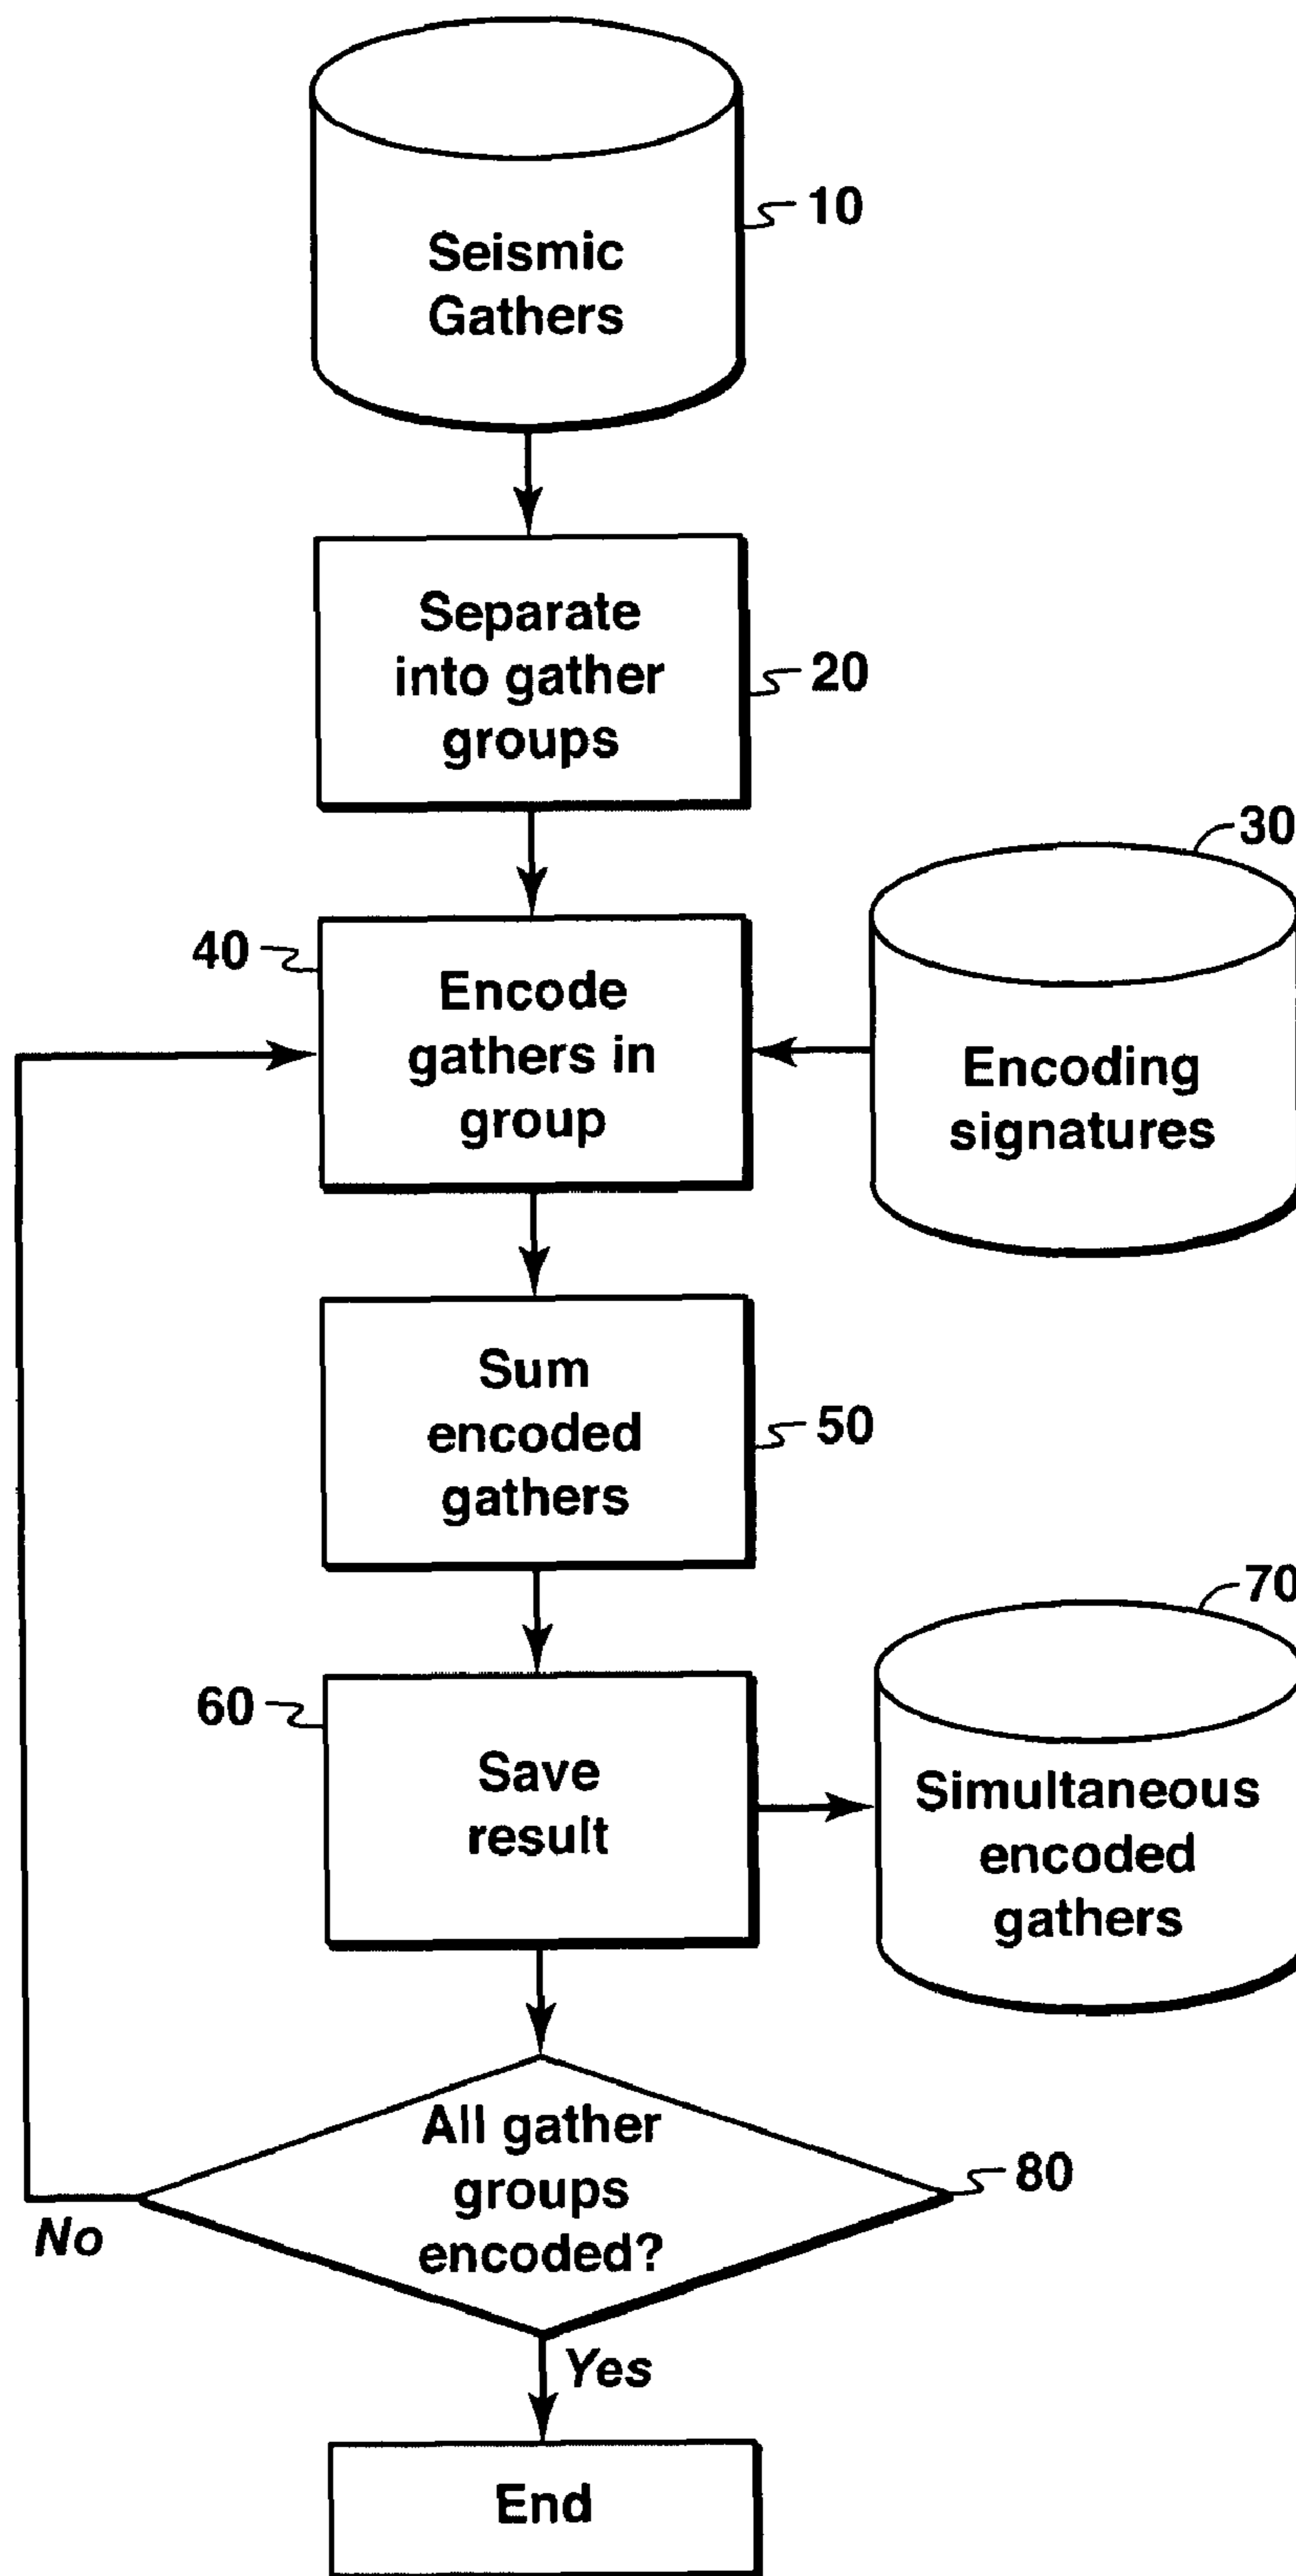 Seismic
Gathers
10
Separate
into gather
groups
20
30
40
Encode
gathers in
group
Encoding
signatures
Sum
encoded
gathers
50
70
60
Save
result
Simultaneous
encoded
gathers
All gather
groups
encoded?
80
No
Yes
End